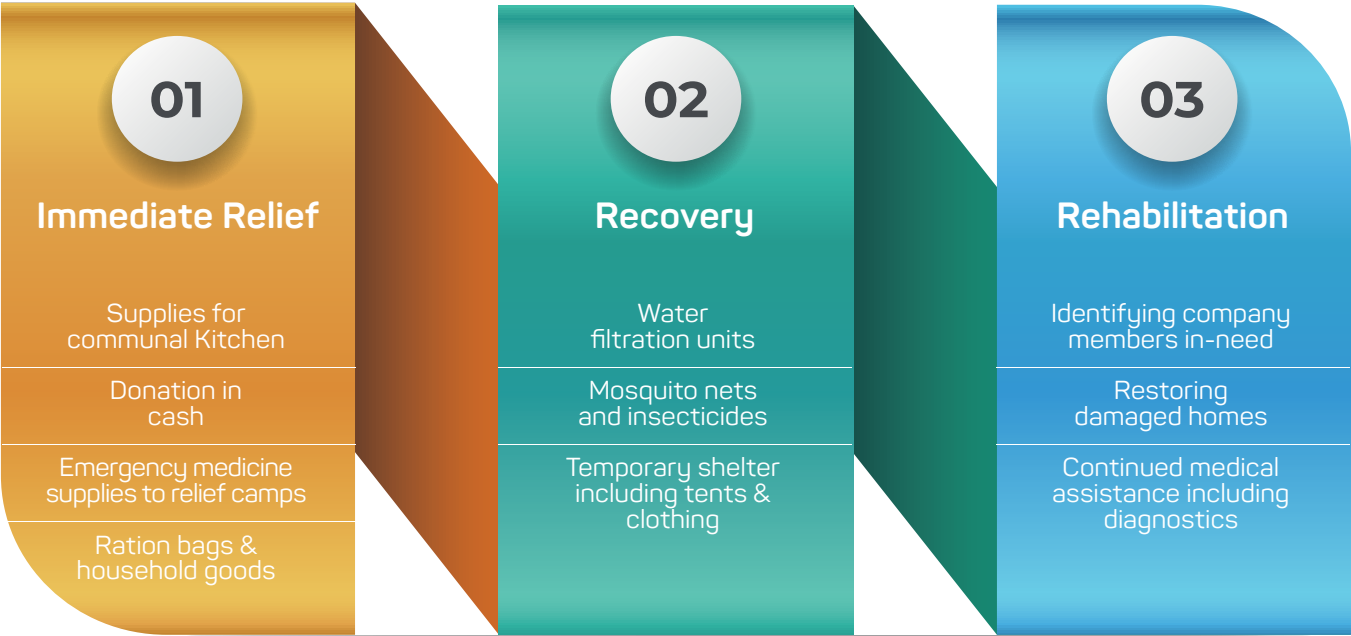 01
Immediate Relief
Supplies for
communal Kitchen
Donation in
cash
Emergency medicine
supplies to relief camps
Ration bags &
household goods
02
Recovery
Water
filtration units
Mosquito nets
and insecticides
Temporary shelter
including tents &
clothing
03
Rehabilitation
Identifying company
members in-need
Restoring
damaged homes
Continued medical
assistance including
diagnostics